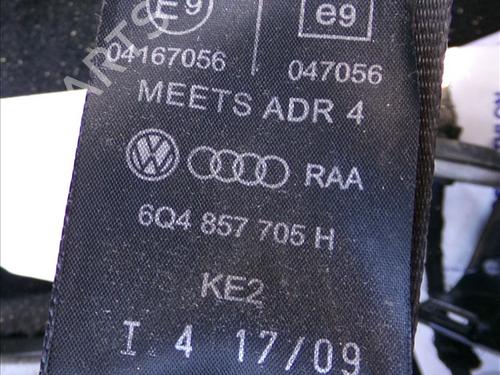 E9
e9
04167056
047056
MEETS ADR 4
RAA
6Q4 857 705 H
KE2
I 4 17/09